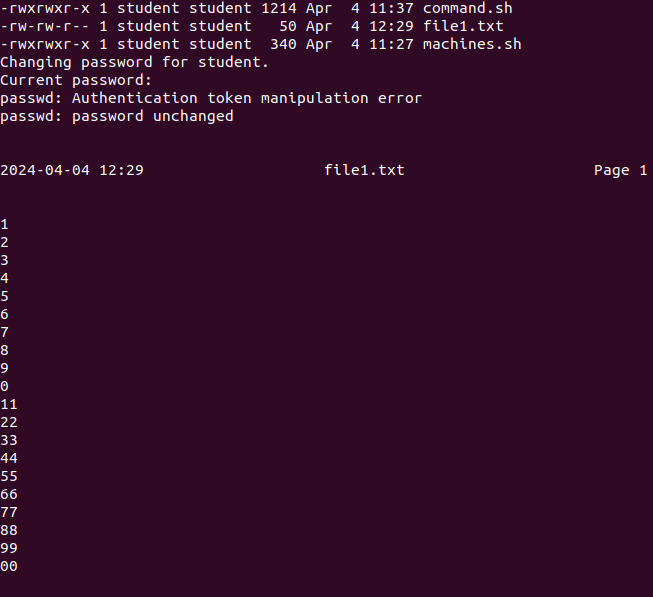 -rwxrwxr-x 1 student student 1214 Apr  4 11:37 command.sh
-rw-rw-r-- 1 student student   50 Apr  4 12:29 file1.txt
-rwxrwxr-x 1 student student  340 Apr  4 11:27 machines.sh
Changing password for student.
Current password:
passwd: Authentication token manipulation error
passwd: password unchanged
2024-04-04 12:29                    file1.txt                     Page 1
1
2
3
4
5
6
7
8
9
0
11
22
33
44
55
66
77
88
99
00